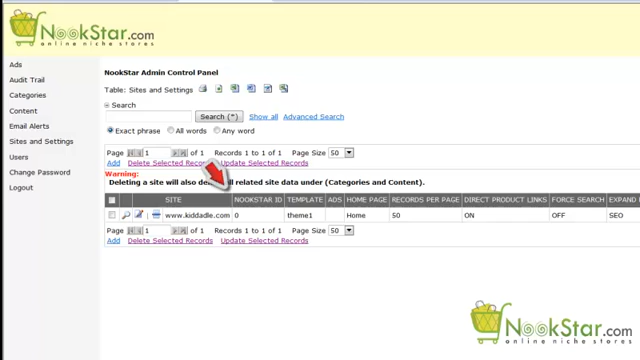 NookStar.com
online niche stores
Ads
Audit Trail
Categories
Content
Email Alerts
Sites and Settings
Users
Change Password
Logout
NookStar Admin Control Panel
Table: Sites and Settings
Search
Search (*) Show all Advanced Search
Exact phrase All words Any word
Page 1 of 1 Records 1 to 1 of 1 Page Size 50
Add Delete Selected Records Update Selected Records
Warning:
Deleting a site will also all related site data under (Categories and Content).
SITE NOOKSTAR ID TEMPLATE ADS HOME PAGE RECORDS PER PAGE DIRECT PRODUCT LINKS FORCE SEARCH EXPAND
www.kiddadle.com 0 theme1 Home 50 ON OFF SEO
Page 1 of 1 Records 1 to 1 of 1 Page Size 50
Add Delete Selected Records Update Selected Records
NookStar.com
online niche stores